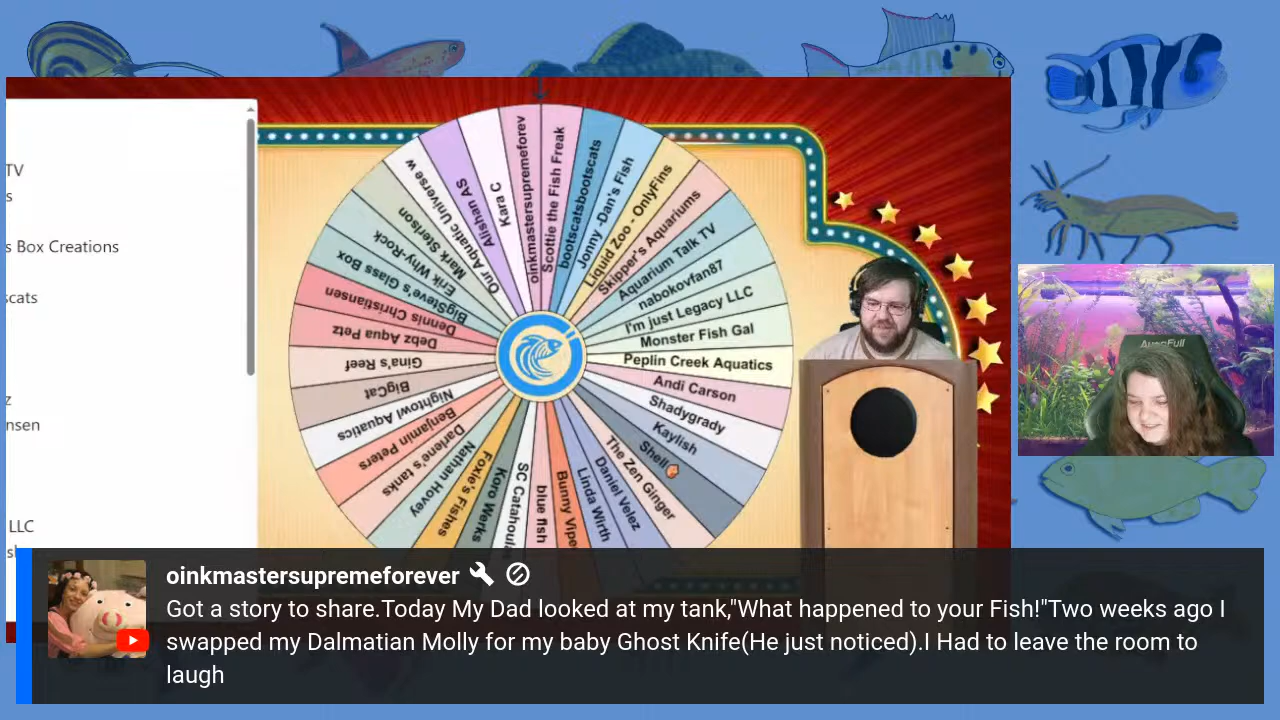 TV
s
s Box Creations
scats
z
nsen
LLC
oinkmastersupremeforev
Scottie the Fish Freak
bootscatsbootscats
Jonny -Dan's Fish
Liquid Zoo - OnlyFins
Skipper's Aquariums
Aquarium Talk TV
nabokovfan87
I'm just Legacy LLC
Monster Fish Gal
Peplin Creek Aquatics
Andi Carson
Shadygrady
Kaylish
Shell
The Zen Ginger
Daniel Velez
Linda Wirth
Bunny Vipe
blue fish
SC Catahoula
Koro Werks
Foxie's Fishes
Nathan Hovey
Darlene's tanks
Benjamin Peters
Nightowl Aquatics
BigCat
Gina's Reef
Debz Aqua Petz
Dennis Christiansen
BigSteve's Glass Box
Erik Why-Rock
Mark Sterison
Our Aquatic Universe w
Alishan AS
Kara C
oinkmastersupremeforever
Got a story to share.Today My Dad looked at my tank,"What happened to your Fish!"Two weeks ago I
swapped my Dalmatian Molly for my baby Ghost Knife(He just noticed).I Had to leave the room to
laugh